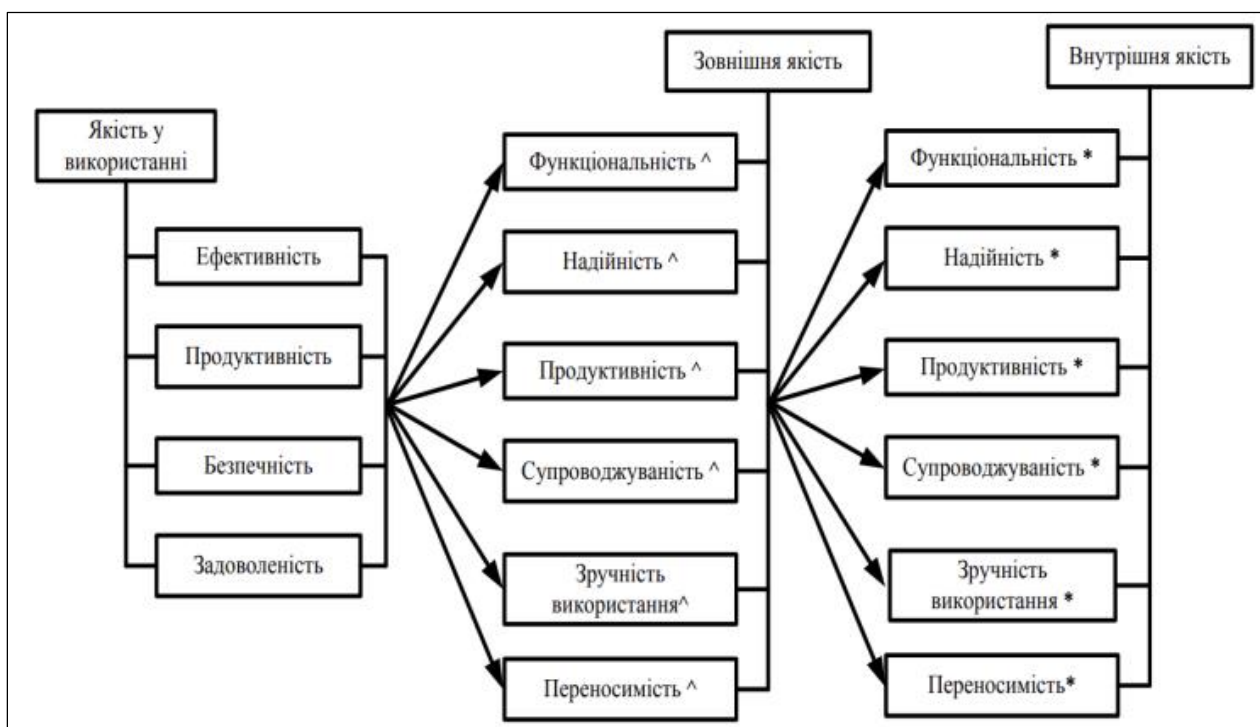 Якість у
використанні
Ефективність
Продуктивність
Безпечність
Задоволеність
Зовнішня якість
Функціональність ^
Надійність ^
Продуктивність ^
Супроводжуваність ^
Зручність
використання^
Переносимість ^
Внутрішня якість
Функціональність *
Надійність *
Продуктивність *
Супроводжуваність *
Зручність
використання *
Переносимість*